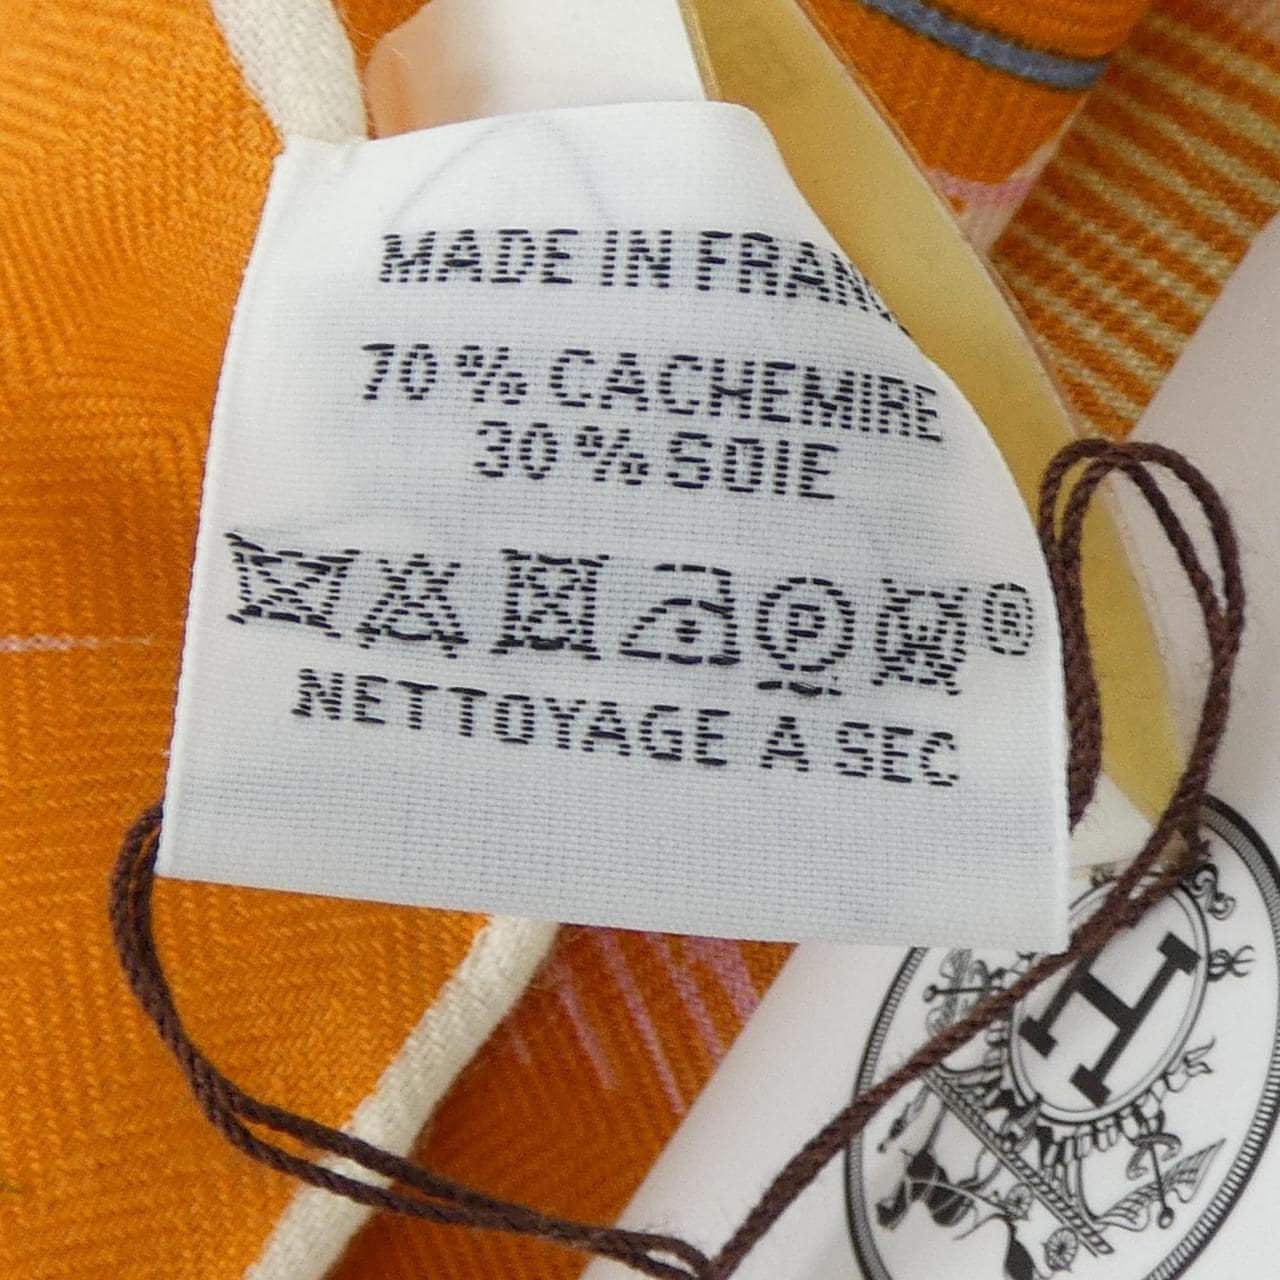 MADE IN FRANC
70% CACHEMIRE
30% SOIE
P ®
NETTOYAGE A SEC
H